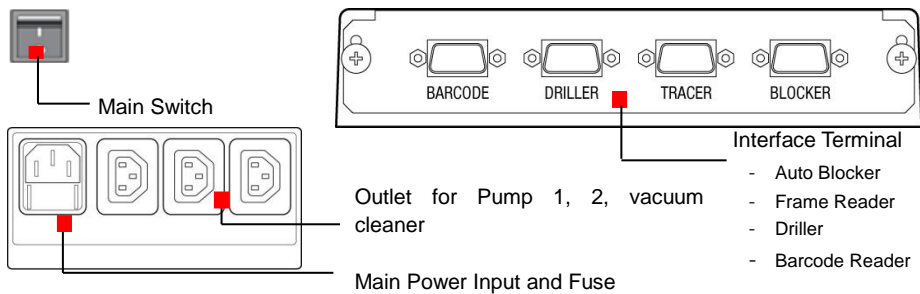 Main Switch
BARCODE DRILLER TRACER BLOCKER
Interface Terminal
- Auto Blocker
- Frame Reader
- Driller
- Barcode Reader
Outlet for Pump 1, 2, vacuum
cleaner
Main Power Input and Fuse